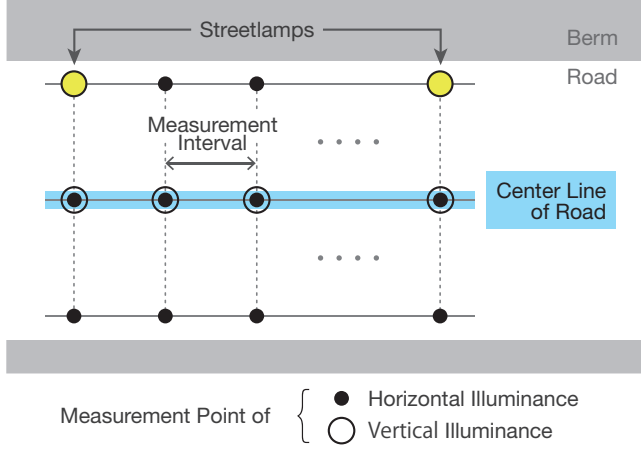 Streetlamps
Berm
Road
Measurement
Interval
Center Line
of Road
Measurement Point of
Horizontal Illuminance
Vertical Illuminance